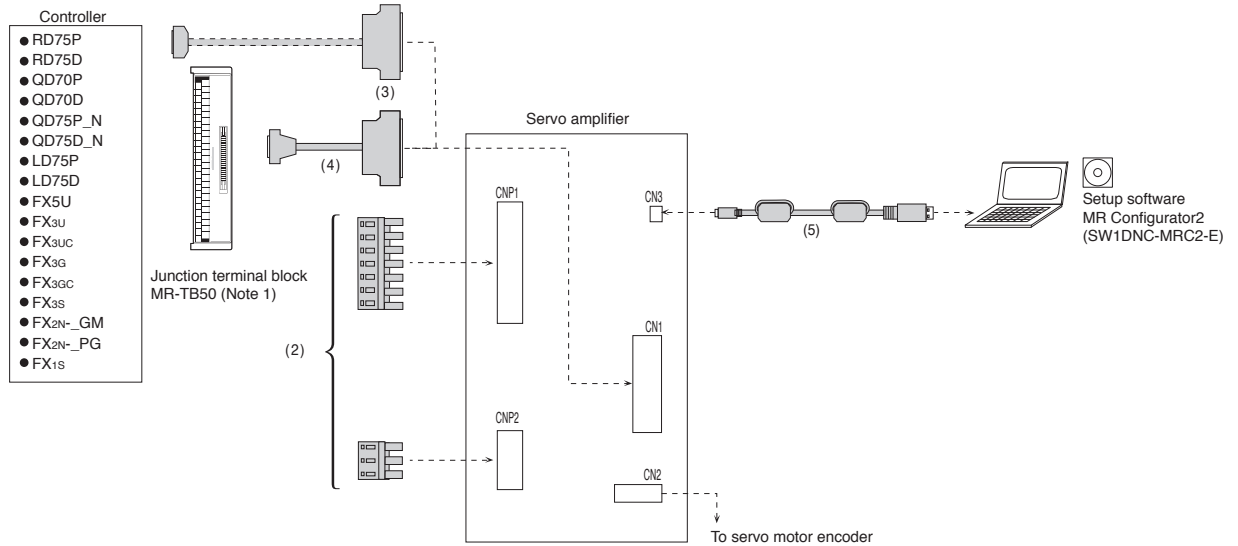 Controller
● RD75P
● RD75D
● QD70P
● QD70D
● QD75P_N
● QD75D_N
● LD75P
● LD75D
● FX5U
● FX3U
● FX3UC
● FX3G
● FX3GC
● FX3S
● FX2N-_GM
● FX2N-_PG
● FX1S
Junction terminal block
MR-TB50 (Note 1)
(3)
(4)
(2)
Servo amplifier
CNP1
CNP2
CN3
CN1
CN2
To servo motor encoder
(5)
Setup software
MR Configurator2
(SW1DNC-MRC2-E)